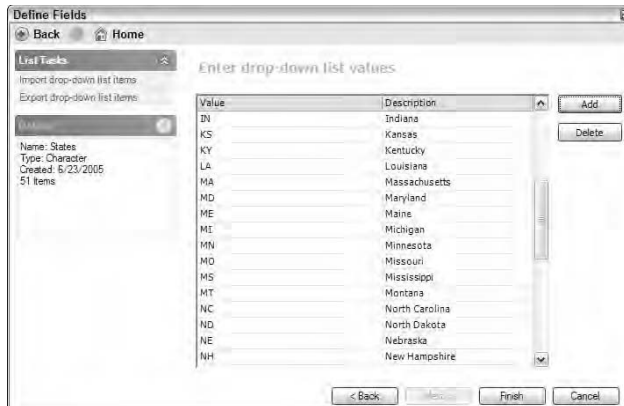 Define Fields
Back Home
List Tasks
Import drop-down list items
Export drop-down list items
Details
Name: States
Type: Character
Created: 6/23/2005
51 Items
Enter drop-down list values
Value Description
IN Indiana
KS Kansas
KY Kentucky
LA Louisiana
MA Massachusetts
MD Maryland
ME Maine
MI Michigan
MN Minnesota
MO Missouri
MS Mississippi
MT Montana
NC North Carolina
ND North Dakota
NE Nebraska
NH New Hampshire
Add
Delete
< Back Finish Cancel